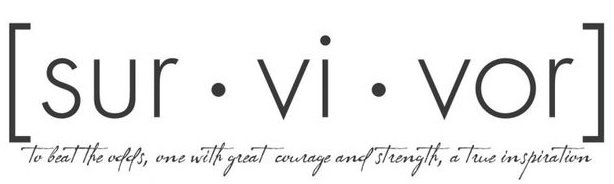 [sur • vi • vor]
to beat the odds, one with great courage and strength, a true inspiration